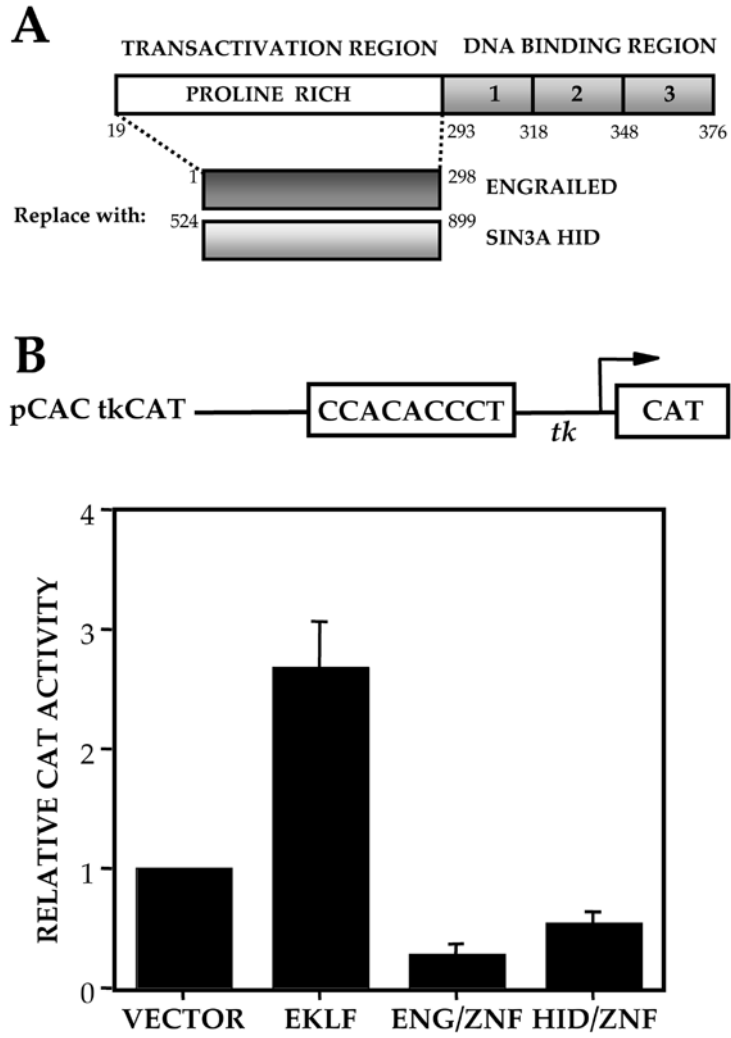 A
TRANSACTIVATION REGION DNA BINDING REGION
PROLINE RICH 1 2 3
19 293 318 348 376
1 298 ENGRAILED
Replace with: 524 899 SIN3A HID
B
pCAC tkCAT CCACACCCT tk CAT
RELATIVE CAT ACTIVITY
4
3
2
1
0
VECTOR EKLF ENG/ZNF HID/ZNF